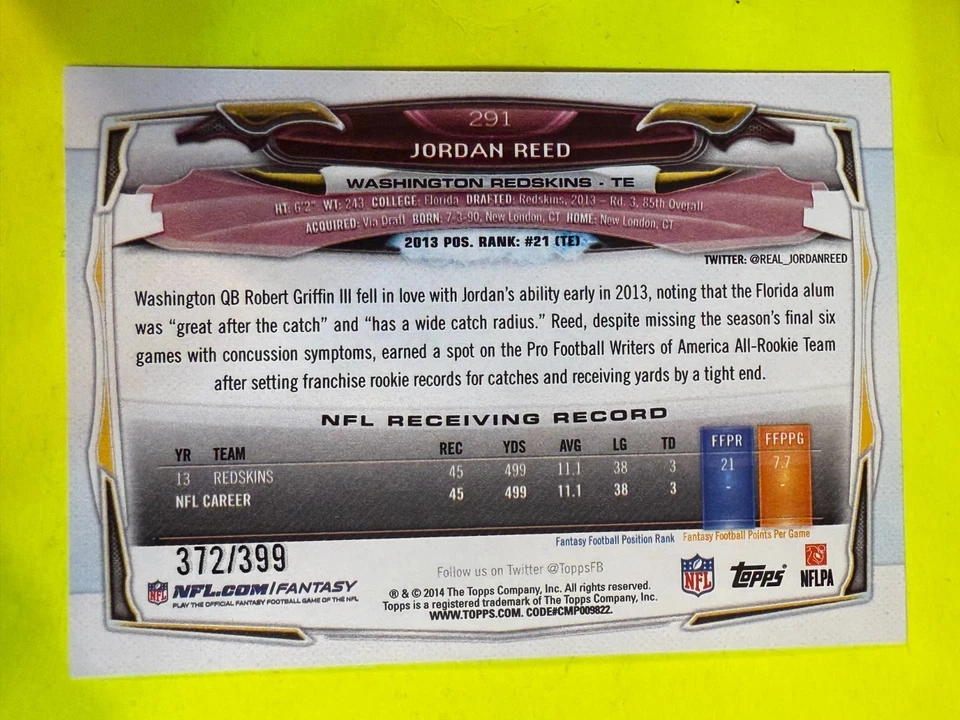 291
JORDAN REED
WASHINGTON REDSKINS - TE
HT: 6'2" WT: 243 COLLEGE: Florida DRAFTED: Redskins, 2013 – Rd. 3, 85th Overall
ACQUIRED: Via Draft BORN: 7-3-90, New London, CT HOME: New London, CT
2013 POS. RANK: #21 (TE)
TWITTER: @REAL_JORDANREED
Washington QB Robert Griffin III fell in love with Jordan's ability early in 2013, noting that the Florida alum
was "great after the catch" and "has a wide catch radius." Reed, despite missing the season's final six
games with concussion symptoms, earned a spot on the Pro Football Writers of America All-Rookie Team
after setting franchise rookie records for catches and receiving yards by a tight end.
NFL RECEIVING RECORD
YR TEAM REC YDS AVG LG TD FFPR FFPPG
13 REDSKINS 45 499 11.1 38 3 21 7.7
NFL CAREER 45 499 11.1 38 3 - -
Fantasy Football Position Rank Fantasy Football Points Per Game
372/399
NFL NFL.COM/FANTASY
PLAY THE OFFICIAL FANTASY FOOTBALL GAME OF THE NFL
Follow us on Twitter @ToppsFB
® & © 2014 The Topps Company, Inc. All rights reserved.
Topps is a registered trademark of The Topps Company, Inc.
WWW.TOPPS.COM. CODE#CMP009822.
NFL Topps NFLPA